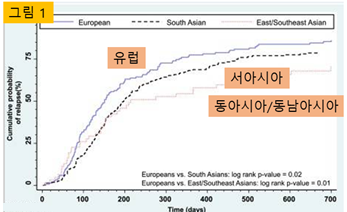 그림 1
European South Asian East/Southeast Asian
유럽
서아시아
동아시아/동남아시아
Cumulative probability
of relapse(%)
75
50
25
0
Europeans vs. South Asians: log rank p-value = 0.02
Europeans vs. East/Southeast Asians: log rank p-value = 0.01
0 100 200 300 400 500 600 700
Time (days)